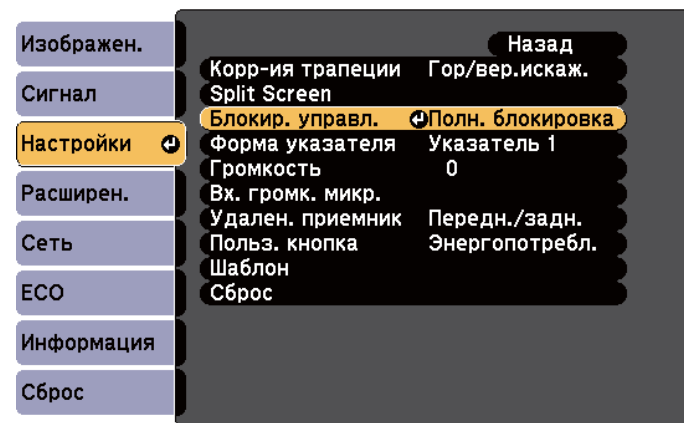 Изображен.
Сигнал
Настройки
Расширен.
Сеть
ECO
Информация
Сброс
Назад
Корр-ия трапеции Гор/вер.искаж.
Split Screen
Блокир. управл. Полн. блокировка
Форма указателя Указатель 1
Громкость 0
Вх. громк. микр.
Удален. приемник Передн./задн.
Польз. кнопка Энергопотребл.
Шаблон
Сброс